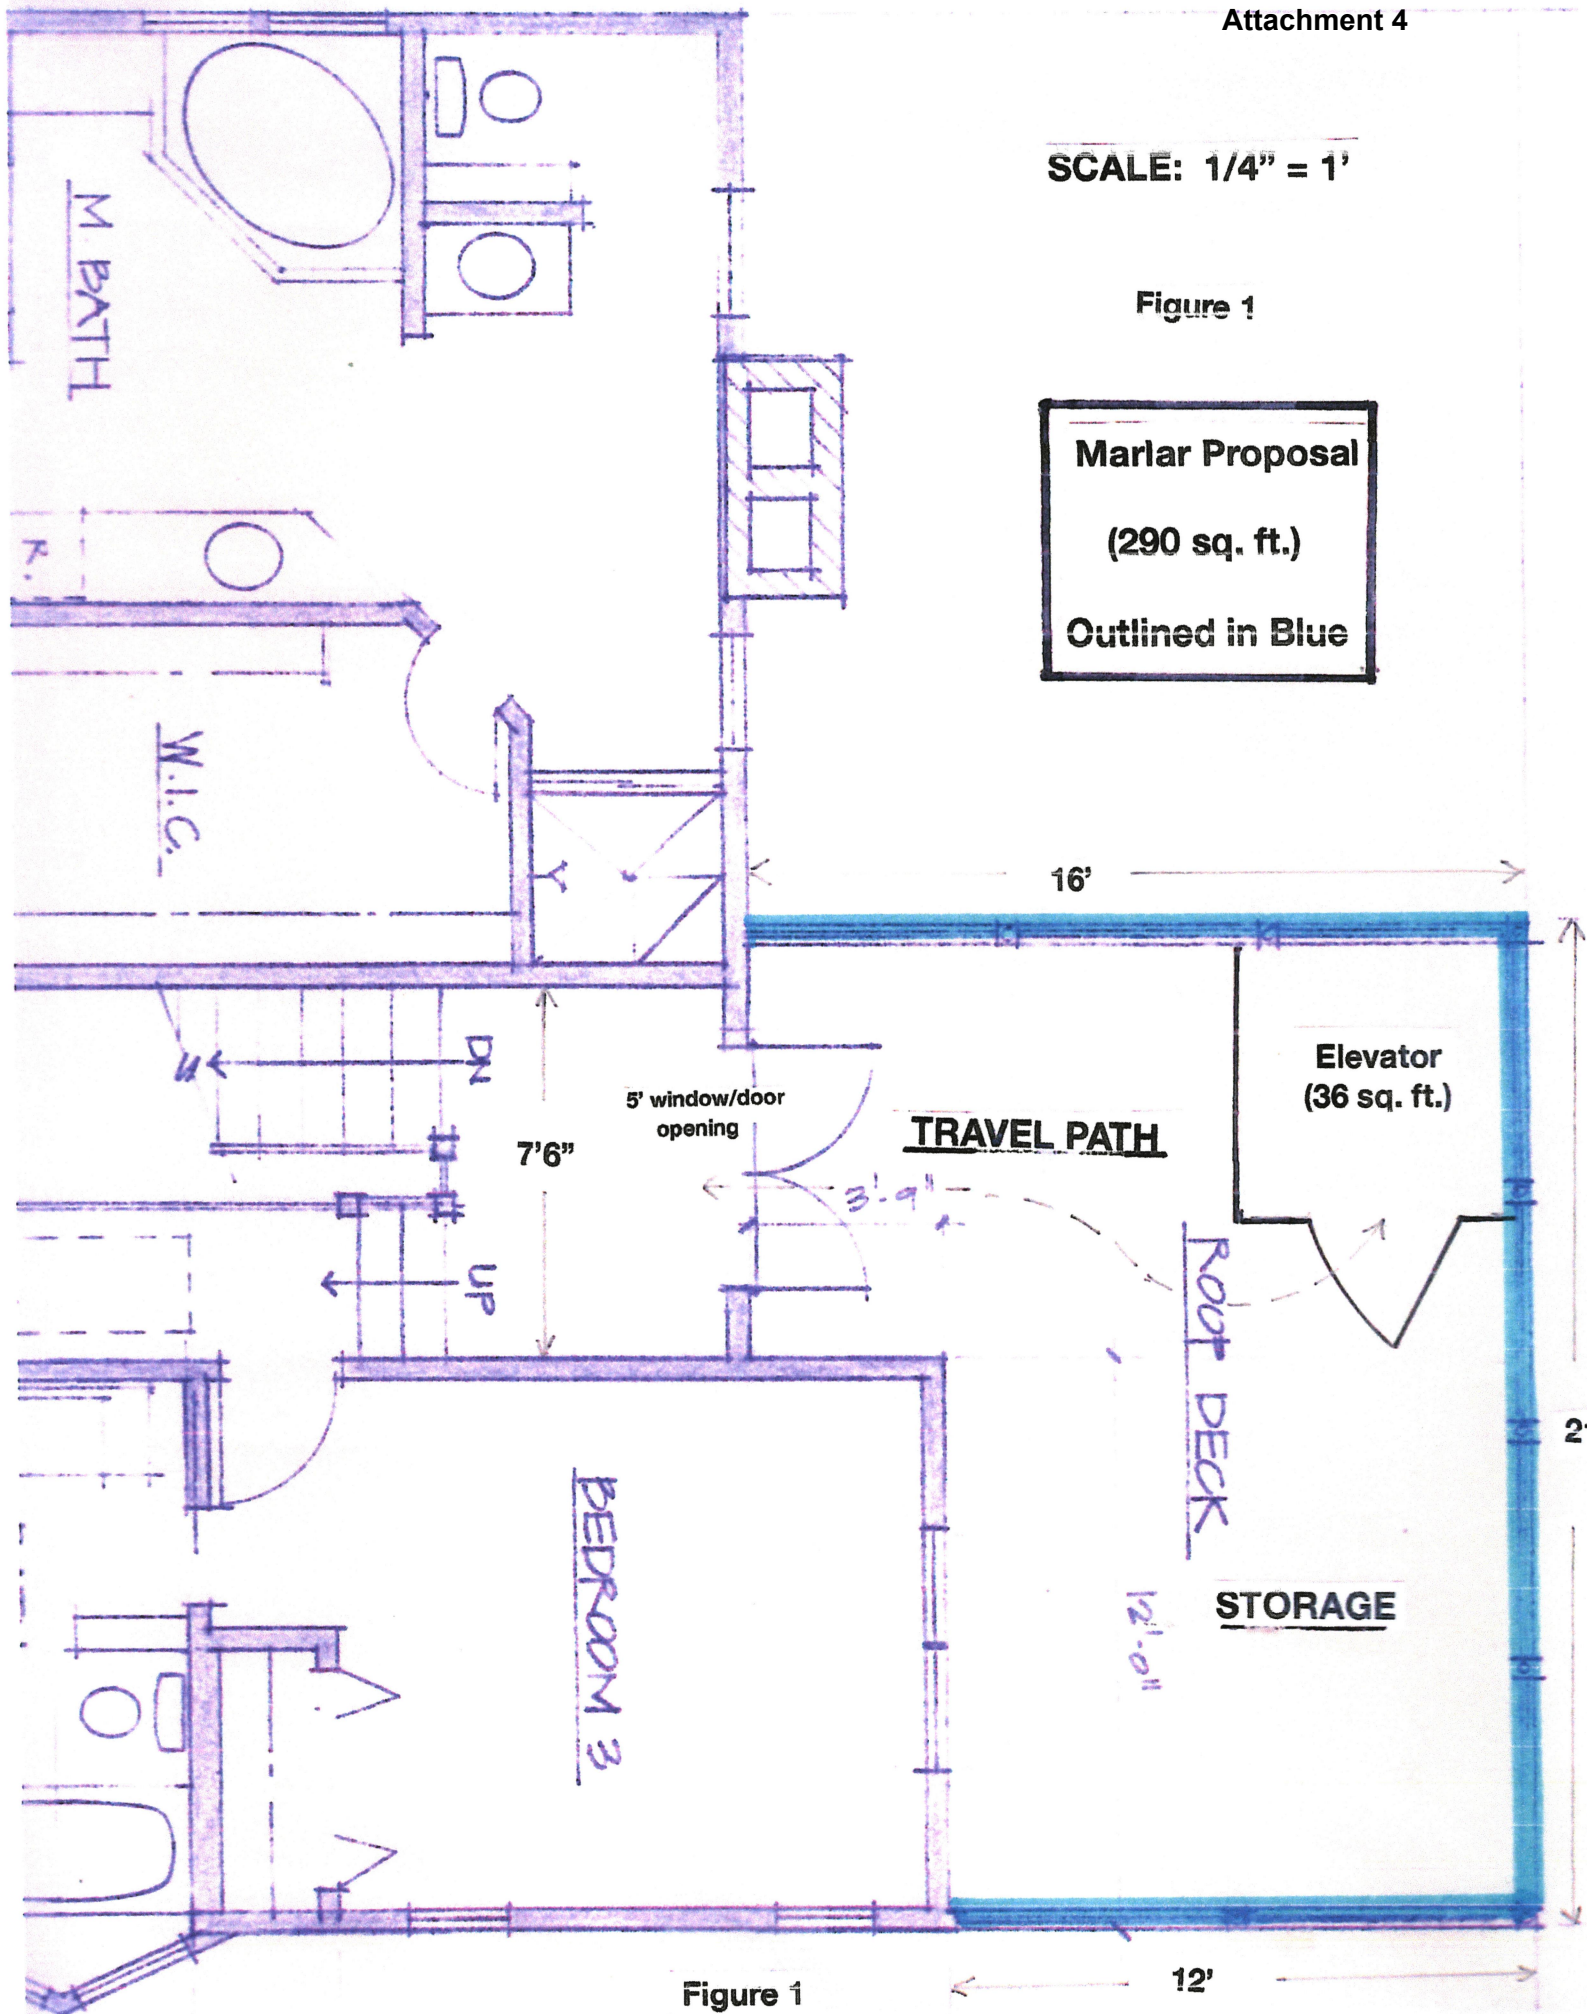 Attachment 4
SCALE: 1/4” = 1’
Figure 1
Marlar Proposal
(290 sq. ft.)
Outlined in Blue
M. BATH
R.
W.I.C.
16’
DN
UP
7’6”
5’ window/door
opening
TRAVEL PATH
3'-9"
Elevator
(36 sq. ft.)
ROOF DECK
12'-0"
STORAGE
BEDROOM 3
12’
Figure 1